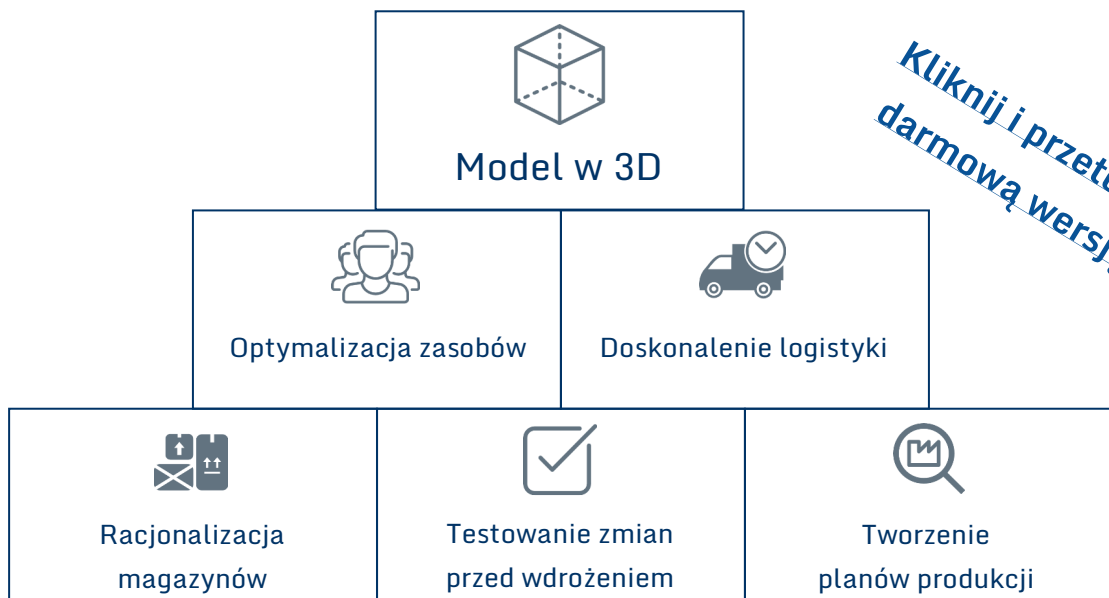 Model w 3D
Kliknij i
darmową
Optymalizacja zasobów
Doskonalenie logistyki
Racjonalizacja
magazynów
Testowanie zmian
przed wdrożeniem
Tworzenie
planów produkcji